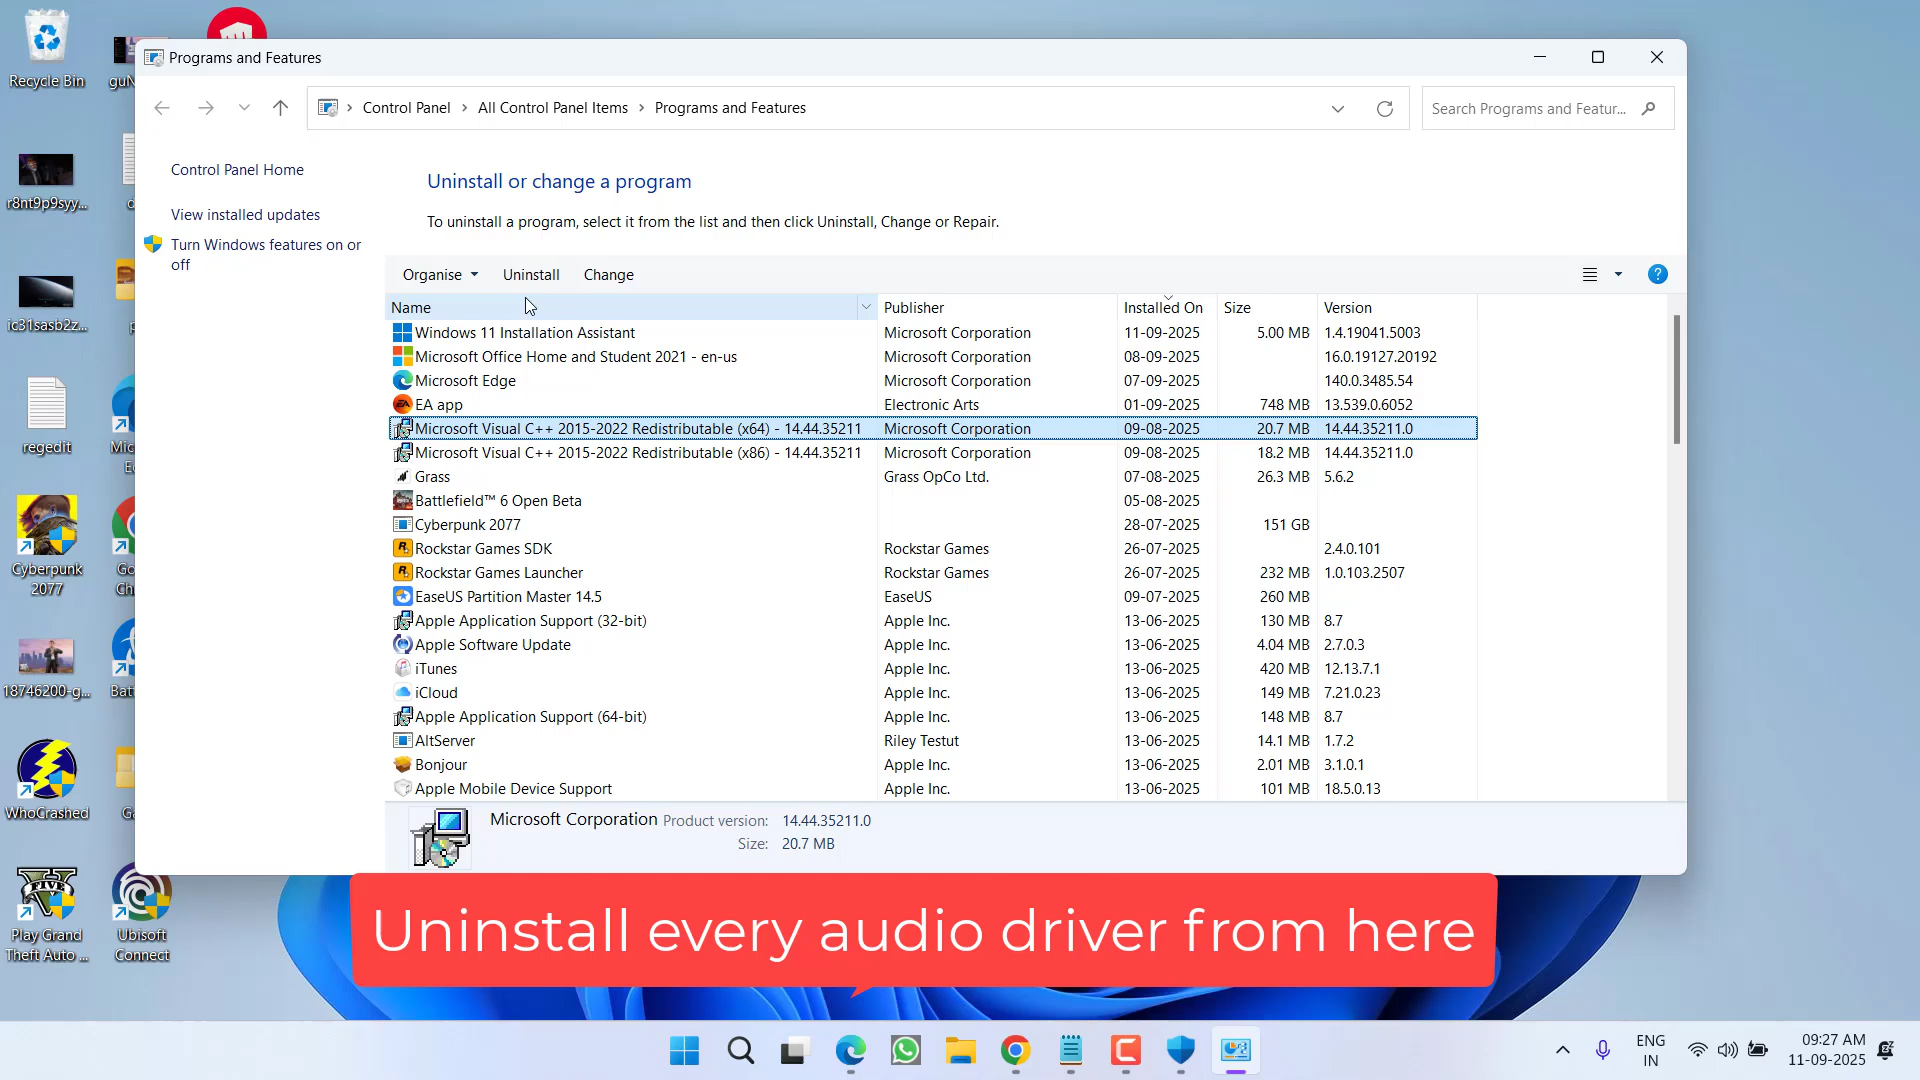 Recycle Bin
r8nt9p9syy...
ic31sasb2z...
regedit
Cyberpunk
2077
18746200-g...
WhoCrashed
Play Grand
Theft Auto ...
Ubisoft
Connect
Programs and Features
Control Panel
All Control Panel Items
Programs and Features
Search Programs and Featur...
Control Panel Home
View installed updates
Turn Windows features on or
off
Uninstall or change a program
To uninstall a program, select it from the list and then click Uninstall, Change or Repair.
Organise Uninstall Change
Name Publisher Installed On Size Version
Windows 11 Installation Assistant Microsoft Corporation 11-09-2025 5.00 MB 1.4.19041.5003
Microsoft Office Home and Student 2021 - en-us Microsoft Corporation 08-09-2025 16.0.19127.20192
Microsoft Edge Microsoft Corporation 07-09-2025 140.0.3485.54
EA app Electronic Arts 01-09-2025 748 MB 13.539.0.6052
Microsoft Visual C++ 2015-2022 Redistributable (x64) - 14.44.35211 Microsoft Corporation 09-08-2025 20.7 MB 14.44.35211.0
Microsoft Visual C++ 2015-2022 Redistributable (x86) - 14.44.35211 Microsoft Corporation 09-08-2025 18.2 MB 14.44.35211.0
Grass Grass OpCo Ltd. 07-08-2025 26.3 MB 5.6.2
Battlefield™ 6 Open Beta 05-08-2025
Cyberpunk 2077 28-07-2025 151 GB
Rockstar Games SDK Rockstar Games 26-07-2025 2.4.0.101
Rockstar Games Launcher Rockstar Games 26-07-2025 232 MB 1.0.103.2507
EaseUS Partition Master 14.5 EaseUS 09-07-2025 260 MB
Apple Application Support (32-bit) Apple Inc. 13-06-2025 130 MB 8.7
Apple Software Update Apple Inc. 13-06-2025 4.04 MB 2.7.0.3
iTunes Apple Inc. 13-06-2025 420 MB 12.13.7.1
iCloud Apple Inc. 13-06-2025 149 MB 7.21.0.23
Apple Application Support (64-bit) Apple Inc. 13-06-2025 148 MB 8.7
AltServer Riley Testut 13-06-2025 14.1 MB 1.7.2
Bonjour Apple Inc. 13-06-2025 2.01 MB 3.1.0.1
Apple Mobile Device Support Apple Inc. 13-06-2025 101 MB 18.5.0.13
Microsoft Corporation Product version: 14.44.35211.0
Size: 20.7 MB
Uninstall every audio driver from here
ENG
IN
09:27 AM
11-09-2025